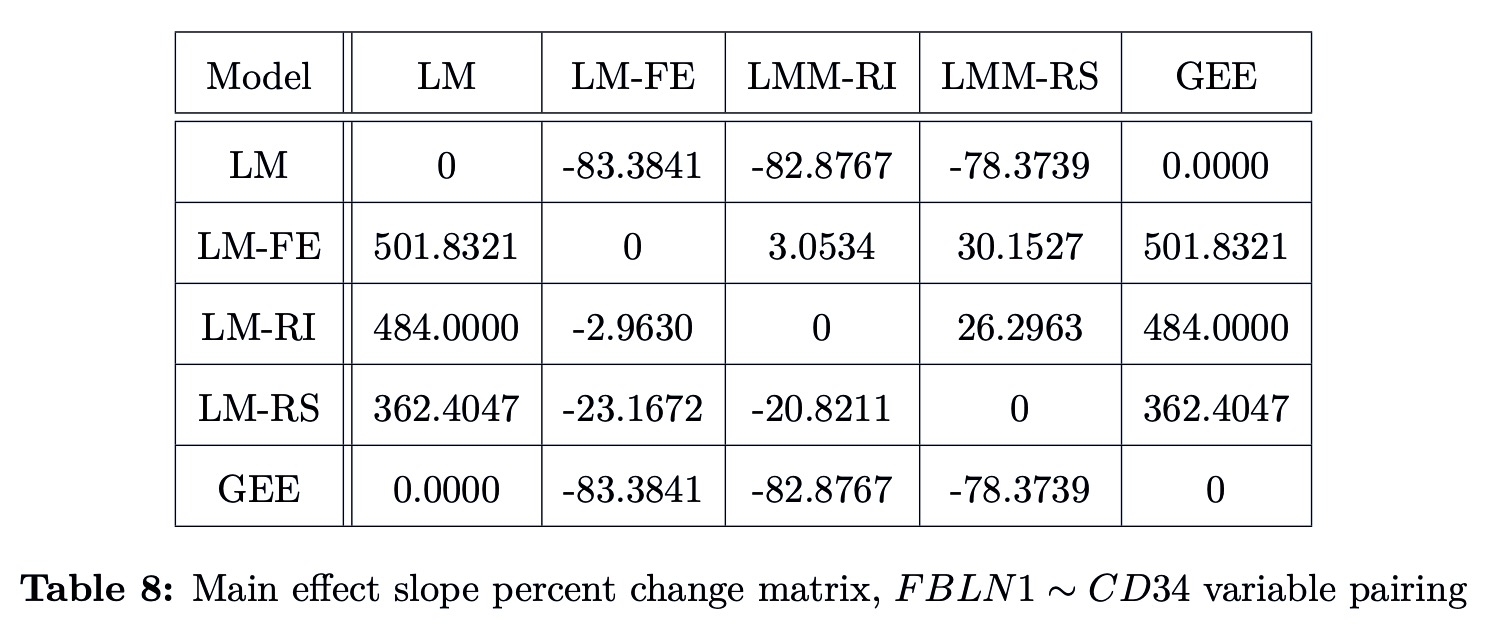 Model LM LM-FE LMM-RI LMM-RS GEE
LM 0 -83.3841 -82.8767 -78.3739 0.0000
LM-FE 501.8321 0 3.0534 30.1527 501.8321
LM-RI 484.0000 -2.9630 0 26.2963 484.0000
LM-RS 362.4047 -23.1672 -20.8211 0 362.4047
GEE 0.0000 -83.3841 -82.8767 -78.3739 0
Table 8: Main effect slope percent change matrix, FBLN1 ∼ CD34 variable pairing